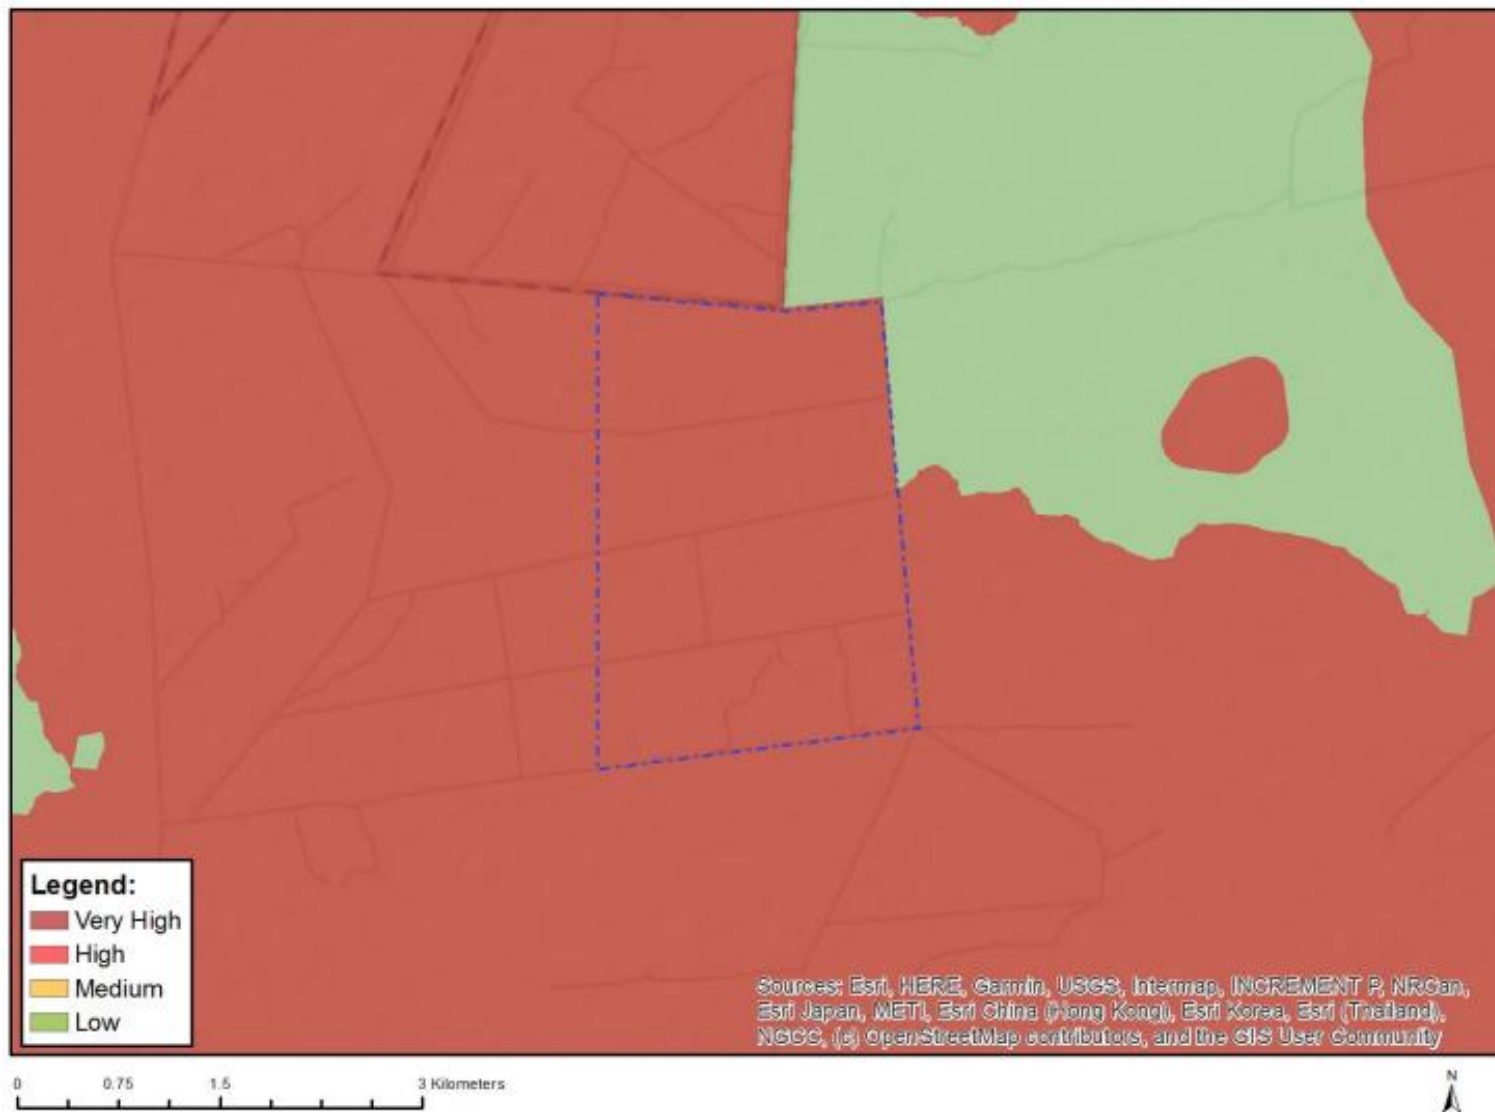 Legend:
Very High
High
Medium
Low
Sources: Esri, HERE, Garmin, USGS, Intermap, INCREMENT P, NRCan,
Esri Japan, METI, Esri China (Hong Kong), Esri Korea, Esri (Thailand),
NGCC, (c) OpenStreetMap contributors, and the GIS User Community
0 0.75 1.5 3 Kilometers
N